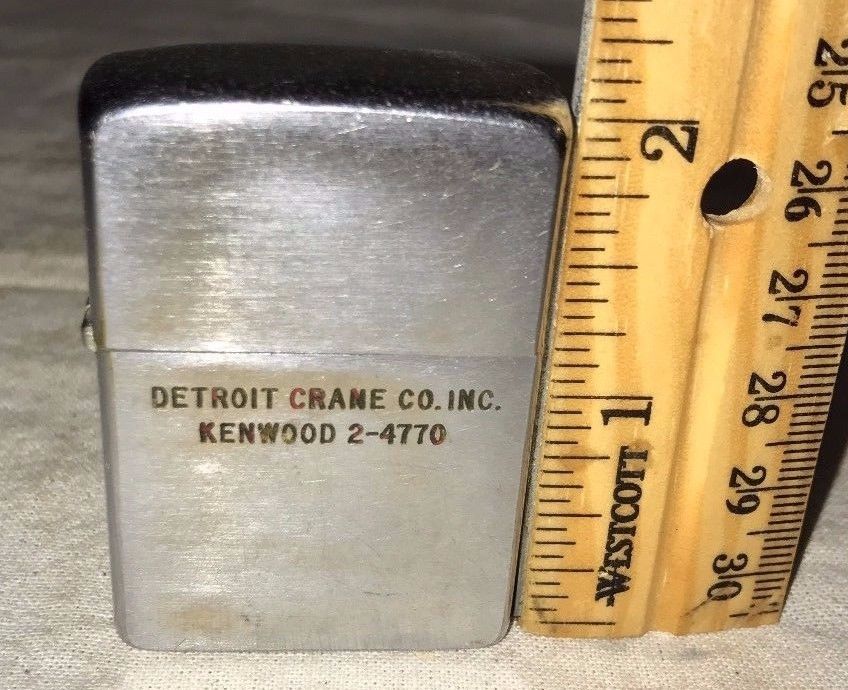 DETROIT CRANE CO. INC.
KENWOOD 2-4770
2
1
WESTCOTT
25
26
27
28
29
30